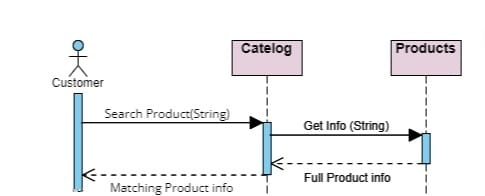 Catelog
Products
Customer
Search Product(String)
Get Info (String)
Full Product info
Matching Product info